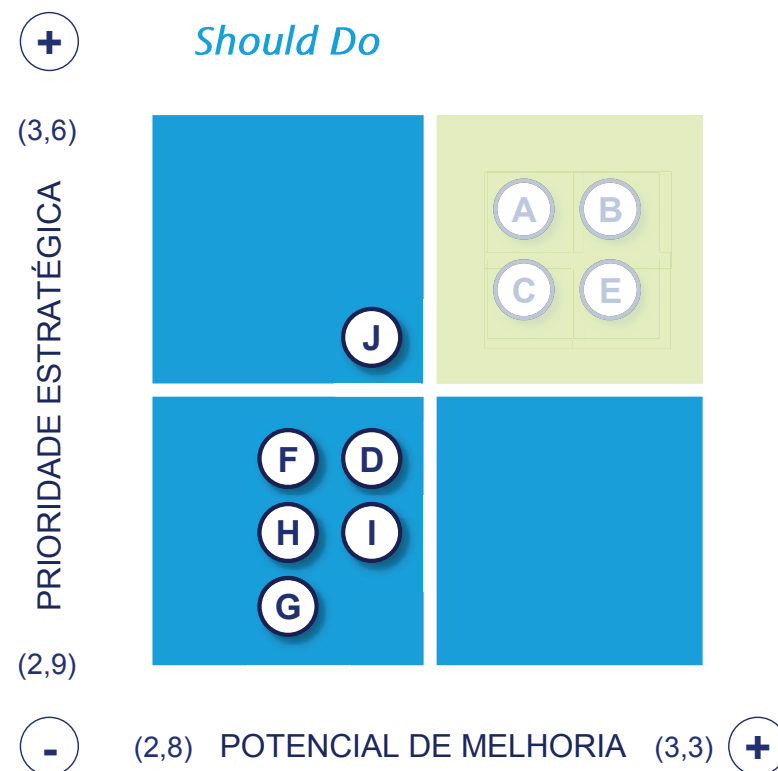 +
Should Do
(3,6)
PRIORIDADE ESTRATÉGICA
(2,9)
A B
C E
J
F D
H I
G
- (2,8) POTENCIAL DE MELHORIA (3,3) +